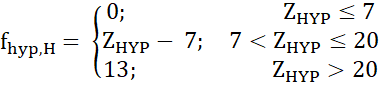 0; Z_HYP ≤ 7
f_hyp,H = { Z_HYP − 7; 7 < Z_HYP ≤ 20
13; Z_HYP > 20